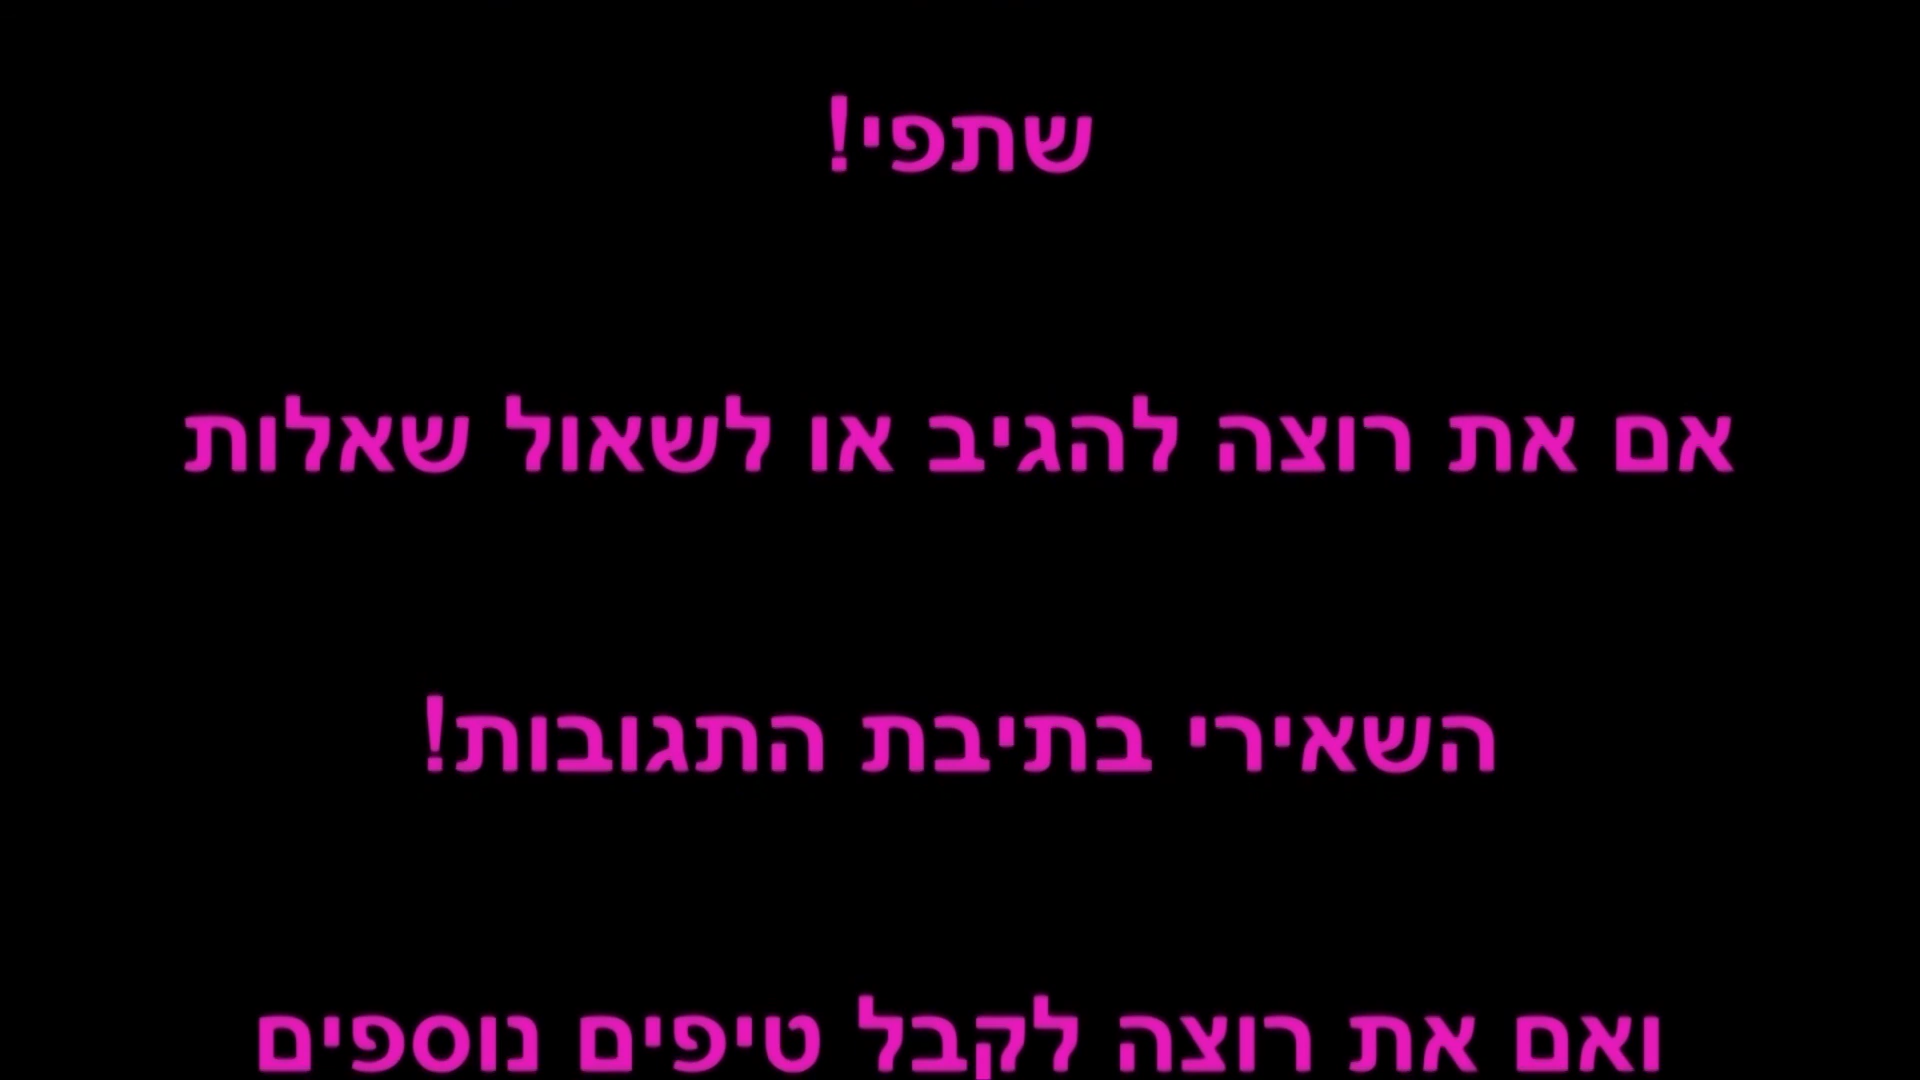 שתפי!
אם את רוצה להגיב או לשאול שאלות
השאירי בתיבת התגובות!
ואם את רוצה לקבל טיפים נוספים